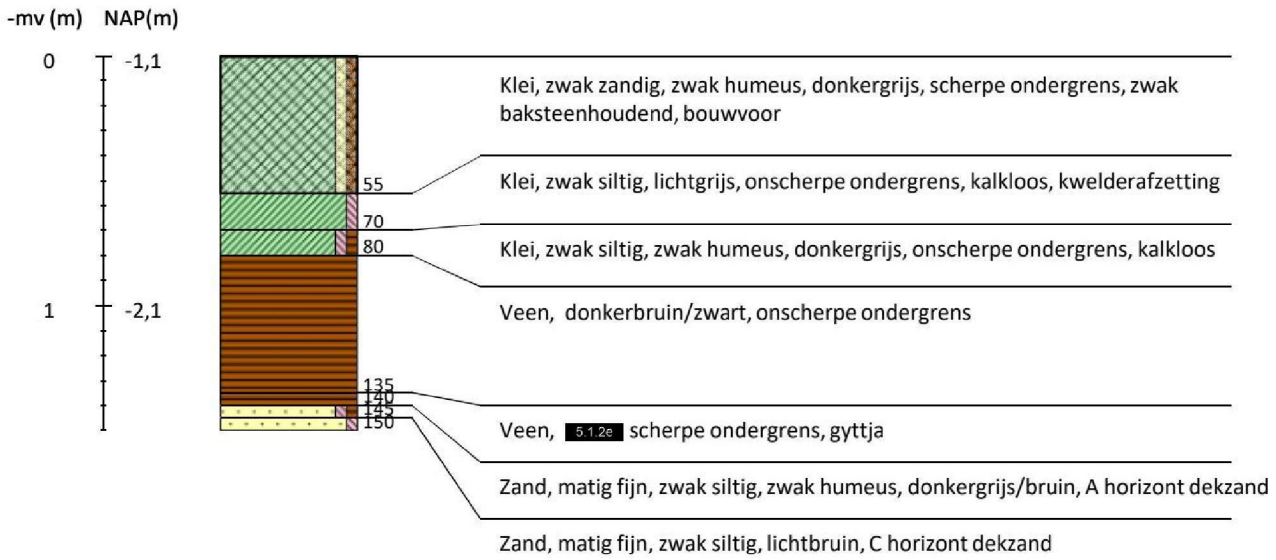 -mv (m) NAP(m)
0 -1,1
Klei, zwak zandig, zwak humeus, donkergrijs, scherpe ondergrens, zwak
baksteenhoudend, bouwvoor
55
Klei, zwak siltig, lichtgrijs, onscherpe ondergrens, kalkloos, kwelderafzetting
70
80
Klei, zwak siltig, zwak humeus, donkergrijs, onscherpe ondergrens, kalkloos
1 -2,1
Veen, donkerbruin/zwart, onscherpe ondergrens
135
140
145
150
Veen, 5.1.2e scherpe ondergrens, gyttja
Zand, matig fijn, zwak siltig, zwak humeus, donkergrijs/bruin, A horizont dekzand
Zand, matig fijn, zwak siltig, lichtbruin, C horizont dekzand